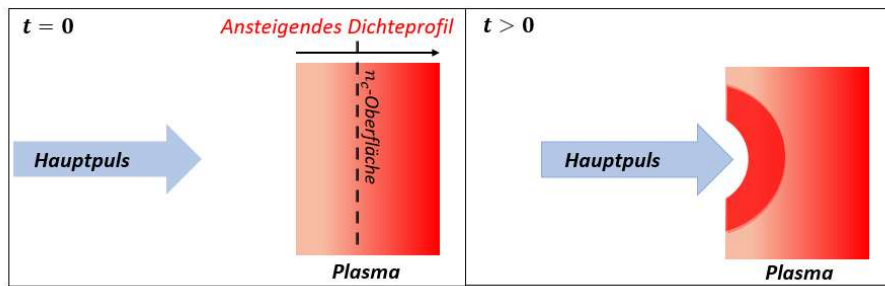 t = 0
Ansteigendes Dichteprofil
n_c-Oberfläche
Hauptpuls
Plasma
t > 0
Hauptpuls
Plasma